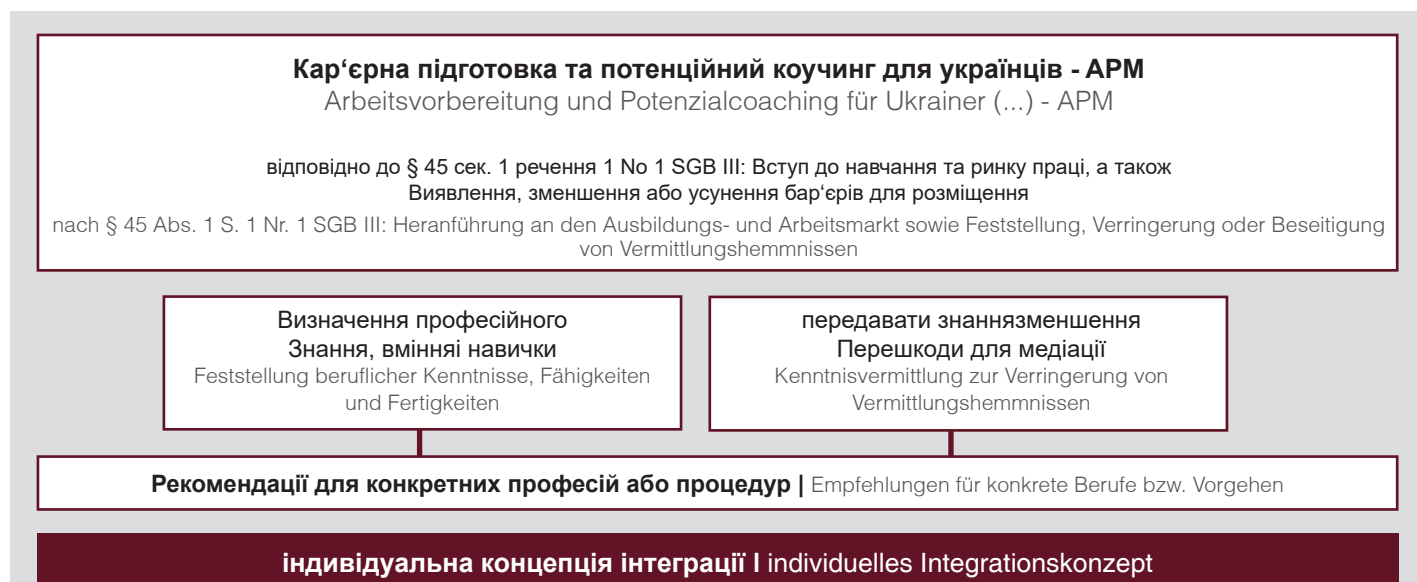 Кар‘єрна підготовка та потенційний коучинг для українців - APM
Arbeitsvorbereitung und Potenzialcoaching für Ukrainer (...) - APM
відповідно до § 45 сек. 1 речення 1 No 1 SGB III: Вступ до навчання та ринку праці, а також
Виявлення, зменшення або усунення бар‘єрів для розміщення
nach § 45 Abs. 1 S. 1 Nr. 1 SGB III: Heranführung an den Ausbildungs- und Arbeitsmarkt sowie Feststellung, Verringerung oder Beseitigung
von Vermittlungshemmnissen
Визначення професійного
Знання, вмінняі навички
Feststellung beruflicher Kenntnisse, Fähigkeiten
und Fertigkeiten
передавати знаннязменшення
Перешкоди для медіації
Kenntnisvermittlung zur Verringerung von
Vermittlungshemmnissen
Рекомендації для конкретних професій або процедур | Empfehlungen für konkrete Berufe bzw. Vorgehen
індивідуальна концепція інтеграції I individuelles Integrationskonzept